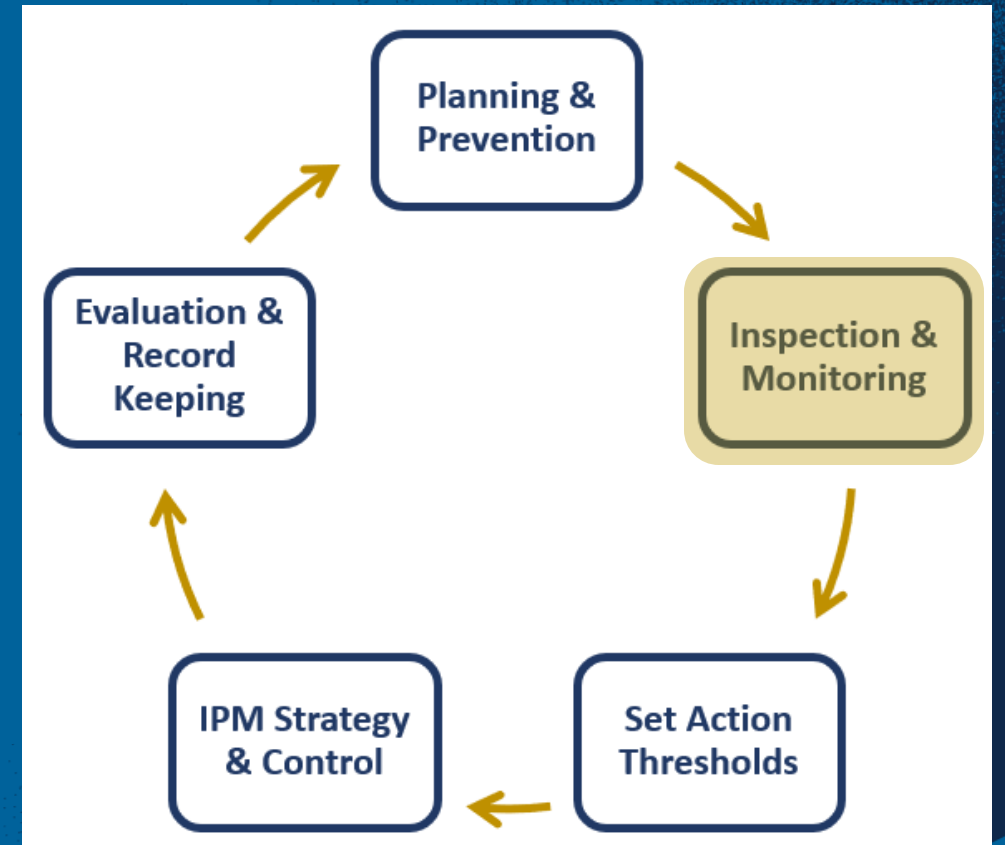 Planning &
Prevention
Inspection &
Monitoring
Set Action
Thresholds
IPM Strategy
& Control
Evaluation &
Record
Keeping